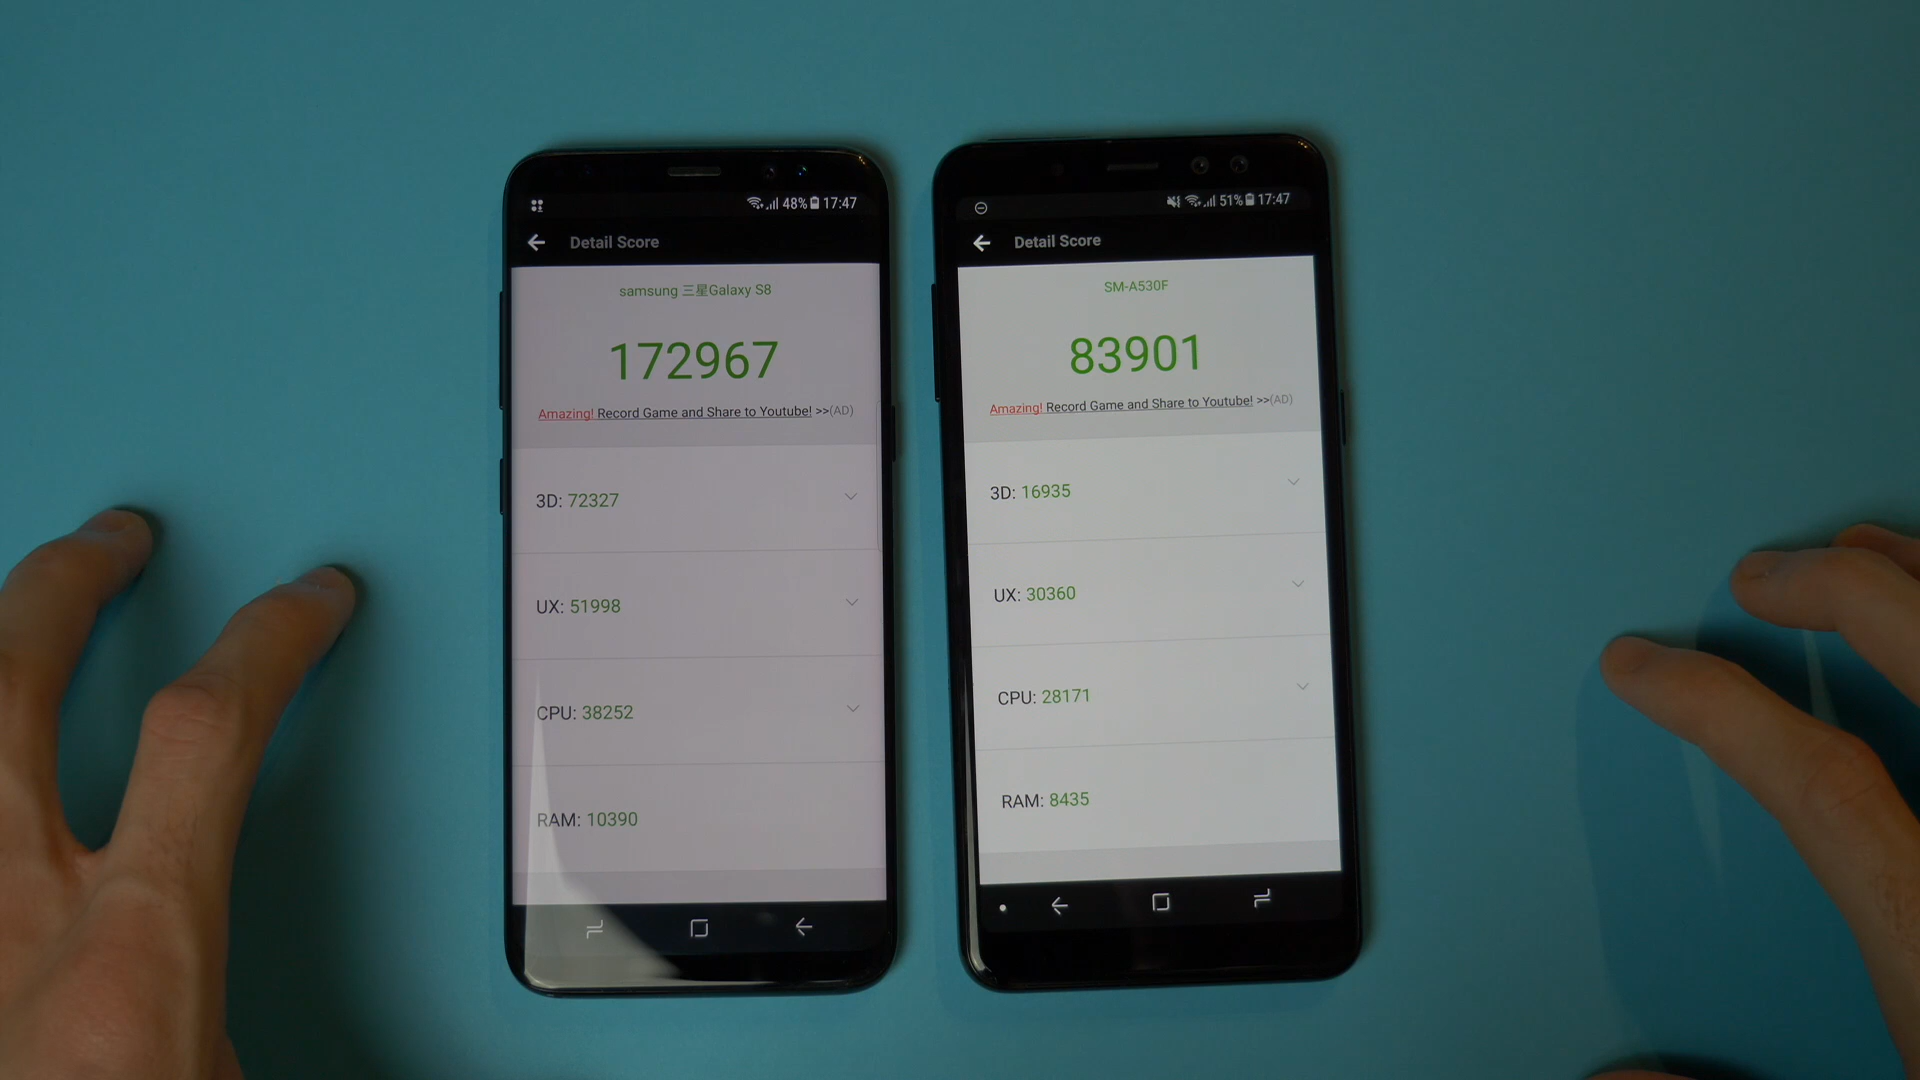 48% 17:47
Detail Score
samsung 三星Galaxy S8
172967
Amazing! Record Game and Share to Youtube! >>(AD)
3D: 72327
UX: 51998
CPU: 38252
RAM: 10390
51% 17:47
Detail Score
SM-A530F
83901
Amazing! Record Game and Share to Youtube! >>(AD)
3D: 16935
UX: 30360
CPU: 28171
RAM: 8435